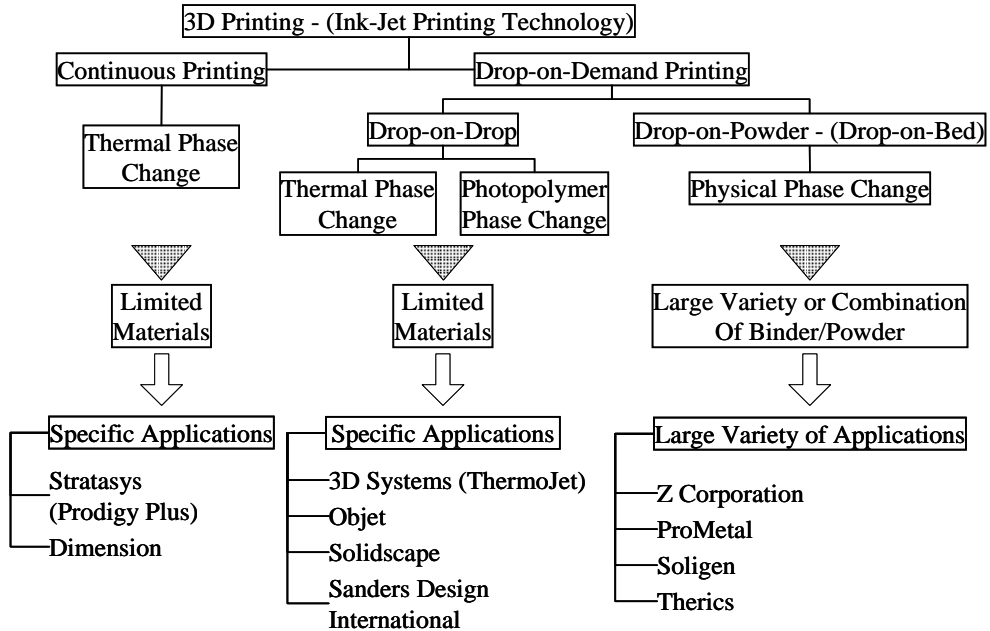 3D Printing - (Ink-Jet Printing Technology)
Continuous Printing
Drop-on-Demand Printing
Thermal Phase
Change
Drop-on-Drop
Drop-on-Powder - (Drop-on-Bed)
Thermal Phase
Change
Photopolymer
Phase Change
Physical Phase Change
Limited
Materials
Limited
Materials
Large Variety or Combination
Of Binder/Powder
Specific Applications
Stratasys
(Prodigy Plus)
Dimension
Specific Applications
3D Systems (ThermoJet)
Objet
Solidscape
Sanders Design
International
Large Variety of Applications
Z Corporation
ProMetal
Soligen
Therics